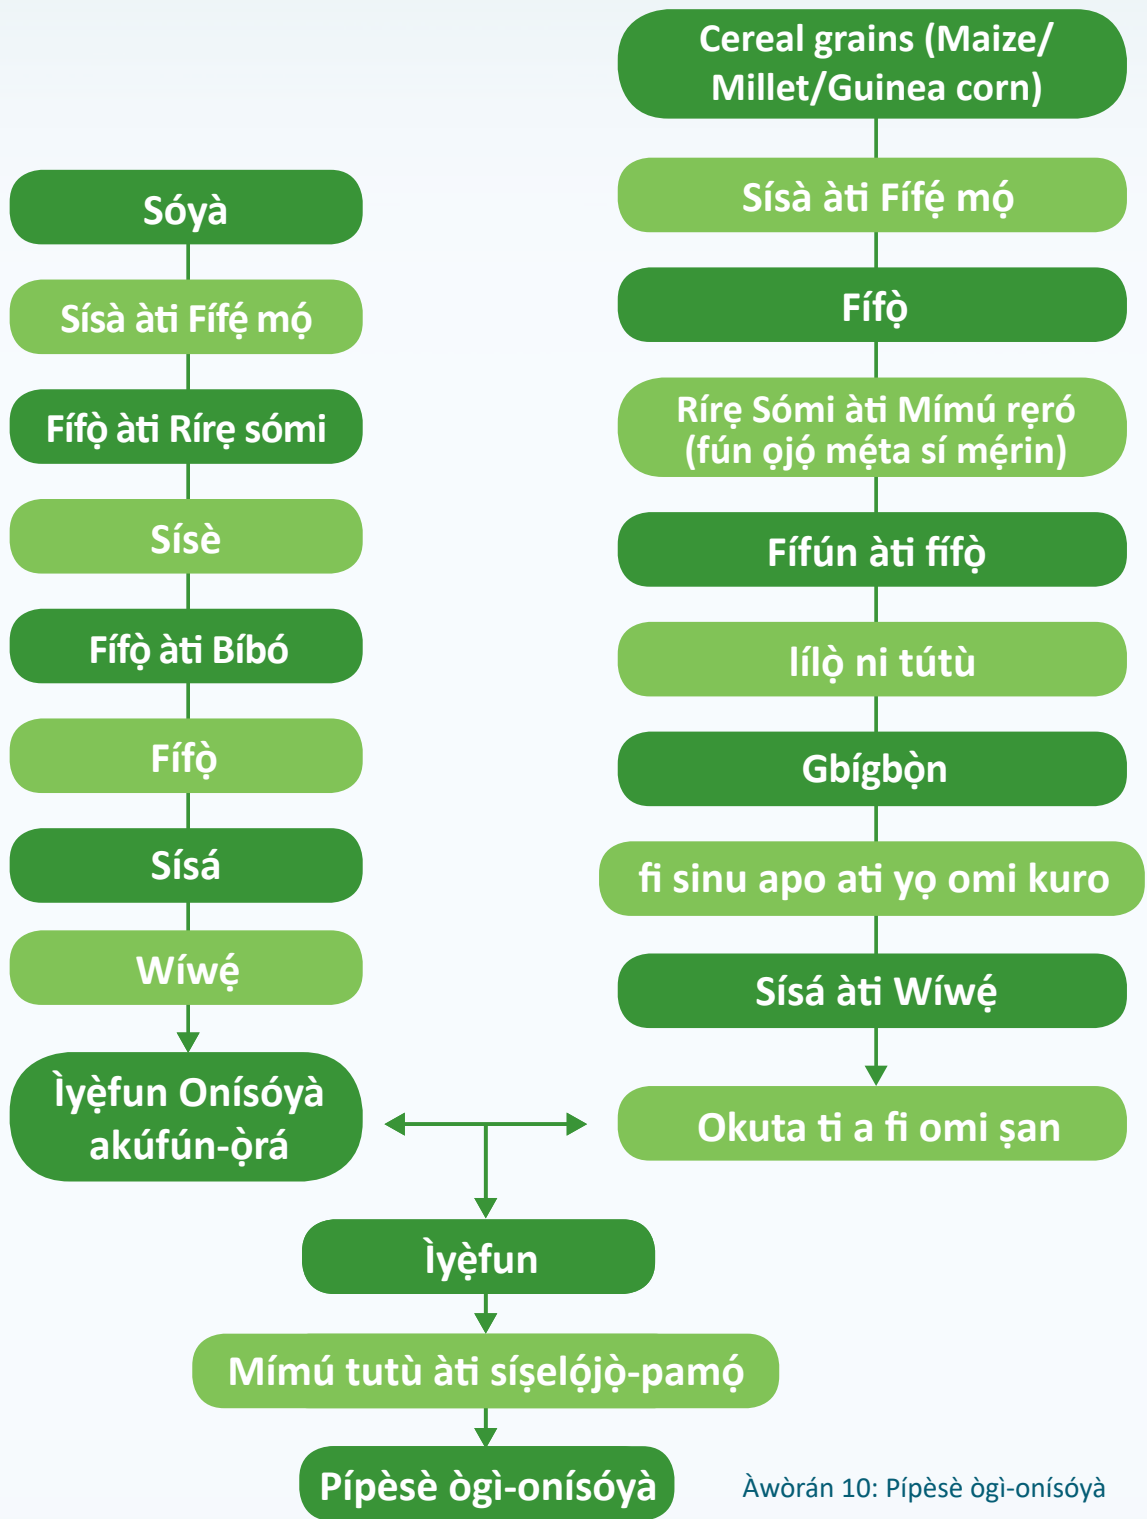 Sóyà
Sísà àti Fífẹ́ mọ́
Fífọ̀ àti Rírẹ sómi
Sísè
Fífọ̀ àti Bíbó
Fífọ̀
Sísá
Wíwẹ́
Ìyẹ̀fun Onísóyà
akúfún-ọ̀rá
Cereal grains (Maize/
Millet/Guinea corn)
Sísà àti Fífẹ́ mọ́
Fífọ̀
Rírẹ Sómi àti Mímú rẹró
(fún ọjọ́ mẹ́ta sí mẹ́rin)
Fífún àti fífọ̀
lílọ̀ ni tútù
Gbígbọ̀n
fi sinu apo ati yọ omi kuro
Sísá àti Wíwẹ́
Okuta ti a fi omi ṣan
Ìyẹ̀fun
Mímú tutù àti síṣelọ́jọ̀-pamọ́
Pípèsè ògì-onísóyà
Àwòrán 10: Pípèsè ògì-onísóyà